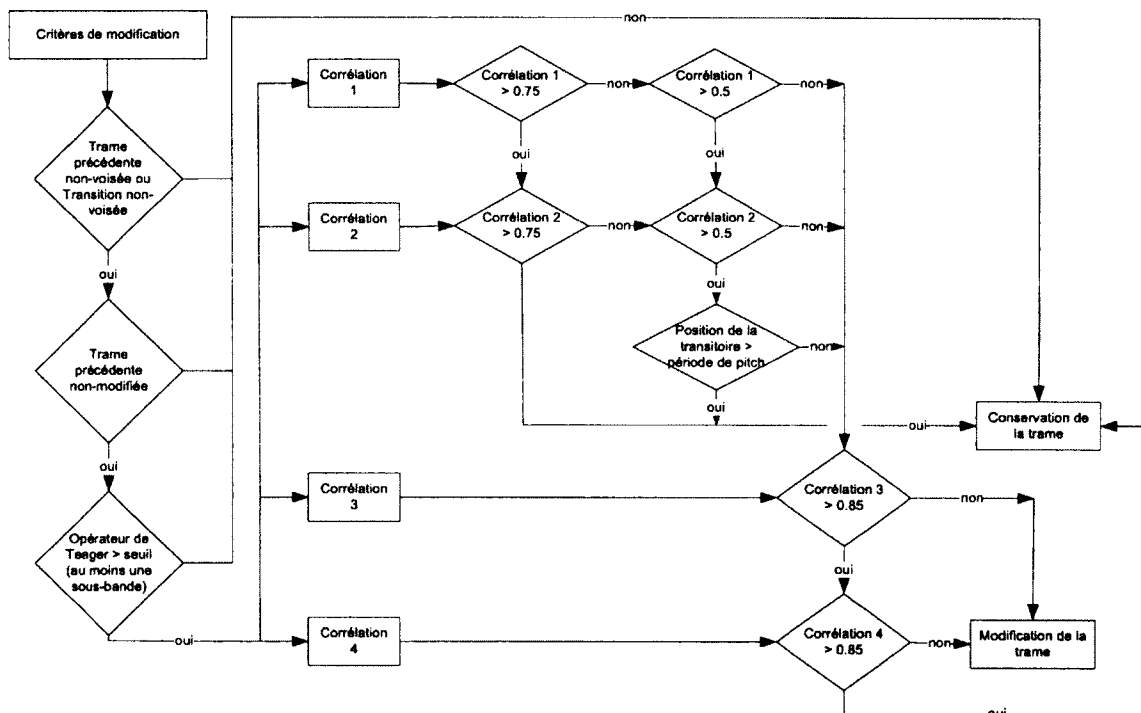 non
Critères de modification
Corrélation
1
Corrélation 1
> 0.75
non
Corrélation 1
> 0.5
non
Trame
précédente
non-voisée ou
Transition non-
voisée
oui
oui
Corrélation
2
Corrélation 2
> 0.75
non
Corrélation 2
> 0.5
non
oui
oui
Trame
précédente
non-modifiée
Position de la
transitoire >
période de pitch
non
oui
oui
Conservation de
la trame
oui
Corrélation
3
Corrélation 3
> 0.85
non
Opérateur de
Teager > seuil
(au moins une
sous-bande)
oui
oui
Corrélation
4
Corrélation 4
> 0.85
non
Modification de la
trame
oui